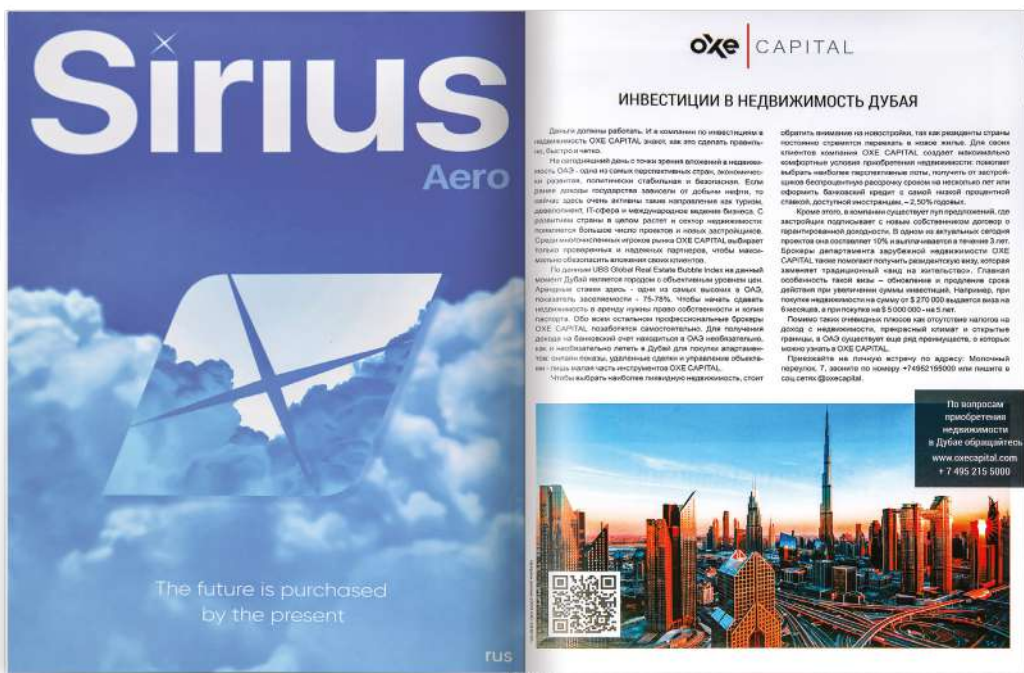 Sirius
Aero
The future is purchased
by the present
rus
oxe | CAPITAL
ИНВЕСТИЦИИ В НЕДВИЖИМОСТЬ ДУБАЯ
Деньги должны работать. И в компании по инвестициям в
недвижимость OXE CAPITAL знают, как это сделать правиль-
но, быстро и четко.
На сегодняшний день с точки зрения вложений в недвижи-
мость ОАЭ - одна из самых перспективных стран, экономичес-
ки развитая, политически стабильная и безопасная. Если
ранее доходы государства зависели от добычи нефти, то
сейчас здесь очень активны такие направления как туризм,
девелопмент, IT-сфера и международное ведение бизнеса. С
развитием страны в целом растет и сектор недвижимости:
появляется большое число проектов и новых застройщиков.
Среди многочисленных игроков рынка OXE CAPITAL выбирает
только проверенных и надежных партнеров, чтобы макси-
мально обезопасить вложения своих клиентов.
По данным UBS Global Real Estate Bubble Index на данный
момент Дубай является городом с объективным уровнем цен.
Арендные ставки здесь - одни из самых высоких в ОАЭ,
показатель заселяемости - 75-78%. Чтобы начать сдавать
недвижимость в аренду нужны право собственности и копия
паспорта. Обо всем остальном профессиональные брокеры
OXE CAPITAL позаботятся самостоятельно. Для получения
дохода на банковский счет находиться в ОАЭ необязательно,
как и необязательно лететь в Дубай для покупки апартамен-
тов: онлайн показы, удаленные сделки и управление объекта-
ми - лишь малая часть инструментов OXE CAPITAL.
Чтобы выбрать наиболее ликвидную недвижимость, стоит
обратить внимание на новостройки, так как резиденты страны
постоянно стремятся переехать в новое жилье. Для своих
клиентов компания OXE CAPITAL создает максимально
комфортные условия приобретения недвижимости: помогает
выбрать наиболее перспективные лоты, получить от застрой-
щиков беспроцентную рассрочку сроком на несколько лет или
оформить банковский кредит с самой низкой процентной
ставкой, доступной иностранцам, – 2,50% годовых.
Кроме этого, в компании существует пул предложений, где
застройщик подписывает с новым собственником договор о
гарантированной доходности. В одном из актуальных сегодня
проектов она составляет 10% и выплачивается в течение 3 лет.
Брокеры департамента зарубежной недвижимости OXE
CAPITAL также помогают получить резидентскую визу, которая
заменяет традиционный «вид на жительство». Главная
особенность такой визы – обновление и продление срока
действия при увеличении суммы инвестиций. Например, при
покупке недвижимости на сумму от $ 270 000 выдается виза на
6 месяцев, а при покупке на $ 5 000 000 - на 5 лет.
Помимо таких очевидных плюсов как отсутствие налогов на
доход с недвижимости, прекрасный климат и открытые
границы, в ОАЭ существует еще ряд преимуществ, о которых
можно узнать в OXE CAPITAL.
Приезжайте на личную встречу по адресу: Молочный
переулок, 7, звоните по номеру +74952155000 или пишите в
соц.сетях @oxecapital.
По вопросам
приобретения
недвижимости
в Дубае обращайтесь
www.oxecapital.com
+ 7 495 215 5000